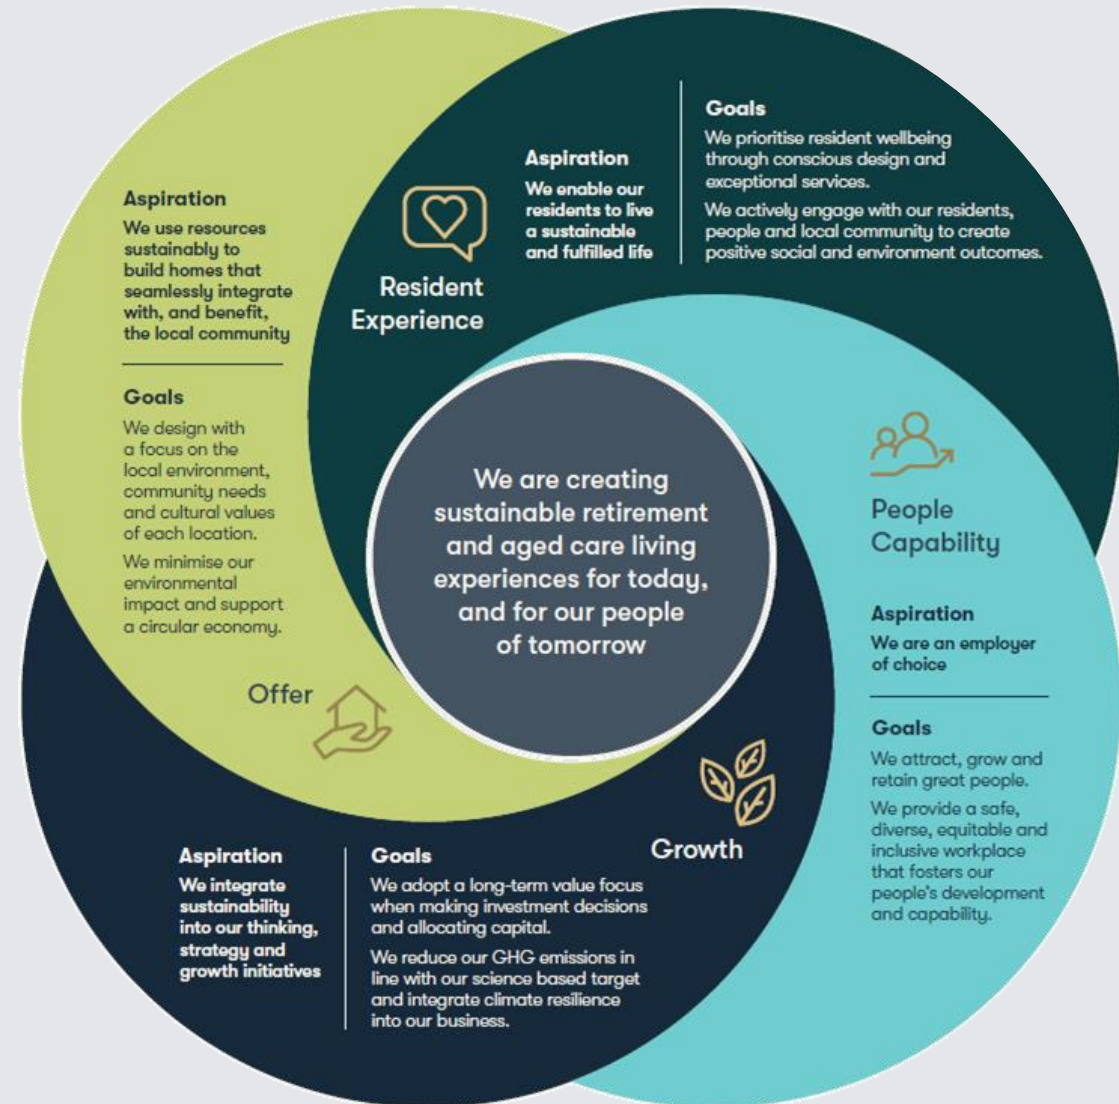 Aspiration
We use resources
sustainably to
build homes that
seamlessly integrate
with, and benefit,
the local community
Goals
We design with
a focus on the
local environment,
community needs
and cultural values
of each location.
We minimise our
environmental
impact and support
a circular economy.
Offer
Resident
Experience
Aspiration
We enable our
residents to live
a sustainable
and fulfilled life
Goals
We prioritise resident wellbeing
through conscious design and
exceptional services.
We actively engage with our residents,
people and local community to create
positive social and environment outcomes.
We are creating
sustainable retirement
and aged care living
experiences for today,
and for our people
of tomorrow
People
Capability
Aspiration
We are an employer
of choice
Goals
We attract, grow and
retain great people.
We provide a safe,
diverse, equitable and
inclusive workplace
that fosters our
people's development
and capability.
Growth
Aspiration
We integrate
sustainability
into our thinking,
strategy and
growth initiatives
Goals
We adopt a long-term value focus
when making investment decisions
and allocating capital.
We reduce our GHG emissions in
line with our science based target
and integrate climate resilience
into our business.